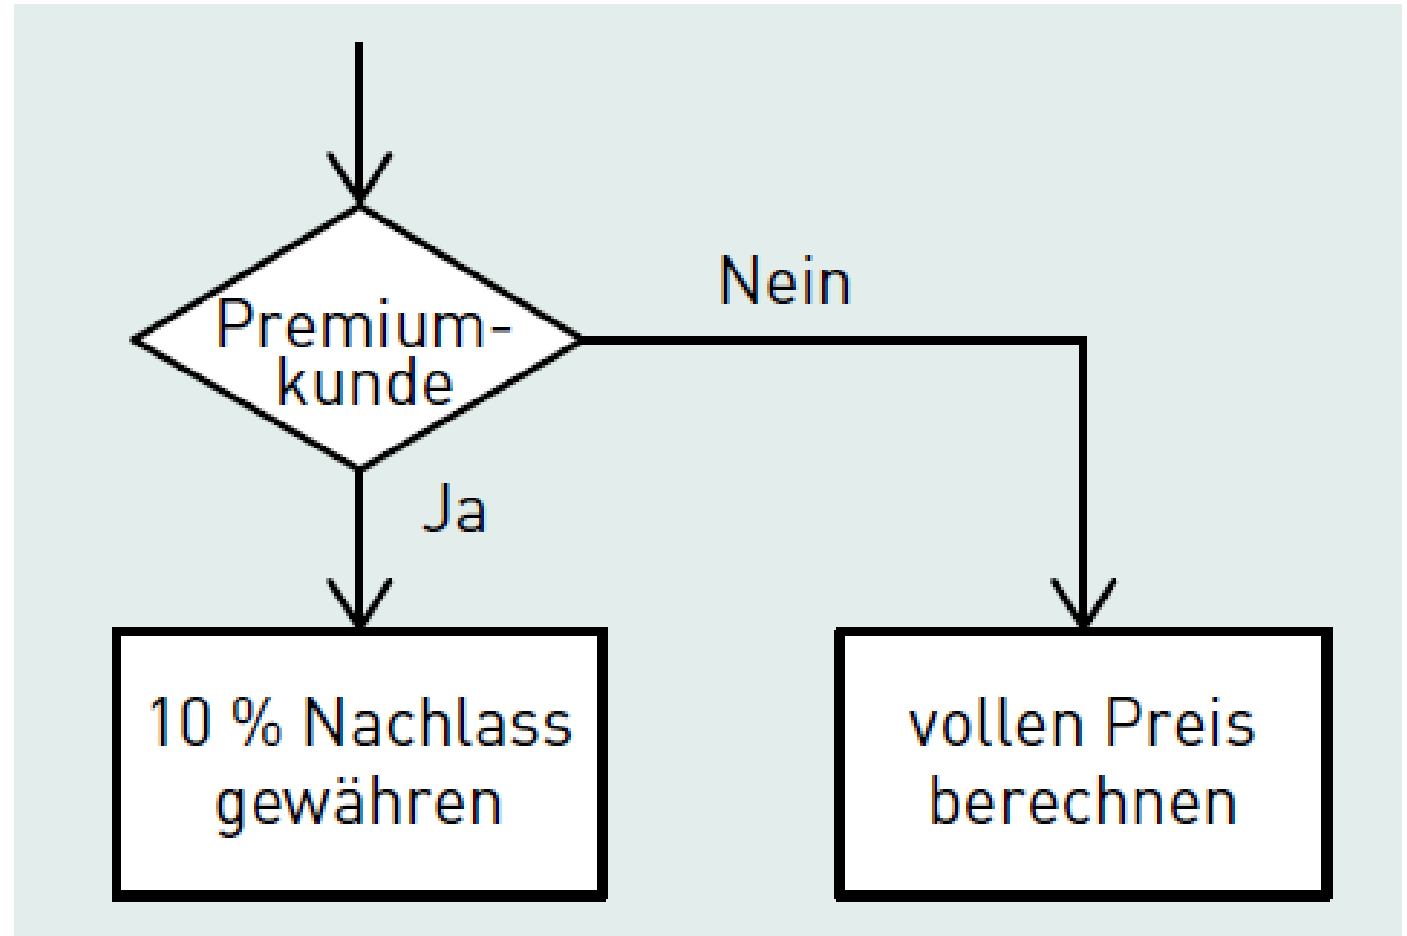 Nein
Premium-
kunde
Ja
10 % Nachlass
gewähren
vollen Preis
berechnen